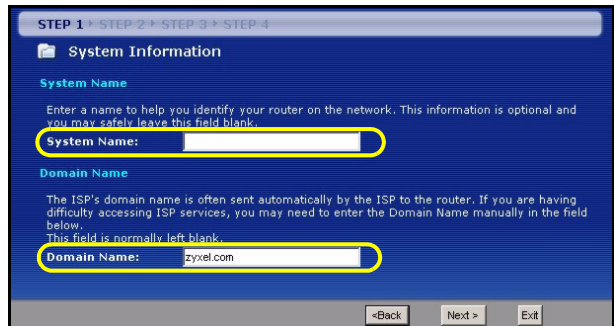 STEP 1 › STEP 2 › STEP 3 › STEP 4
System Information
System Name
Enter a name to help you identify your router on the network. This information is optional and
you may safely leave this field blank.
System Name:
Domain Name
The ISP's domain name is often sent automatically by the ISP to the router. If you are having
difficulty accessing ISP services, you may need to enter the Domain Name manually in the field
below.
This field is normally left blank.
Domain Name: zyxel.com
<Back Next > Exit